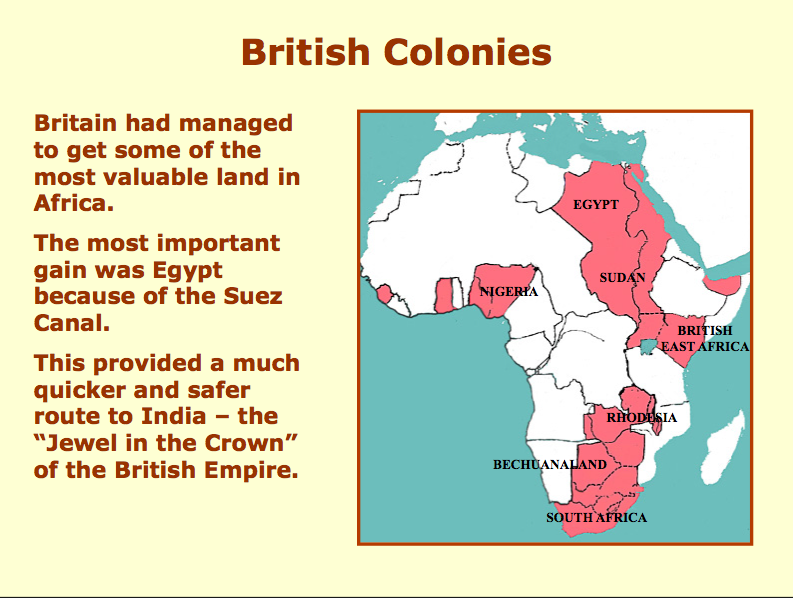 British Colonies
Britain had managed
to get some of the
most valuable land in
Africa.
The most important
gain was Egypt
because of the Suez
Canal.
This provided a much
quicker and safer
route to India – the
“Jewel in the Crown”
of the British Empire.
EGYPT
SUDAN
NIGERIA
BRITISH
EAST AFRICA
RHODESIA
BECHUANALAND
SOUTH AFRICA